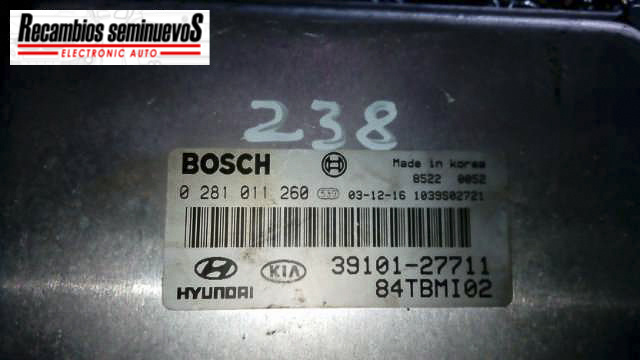 Recambios seminuevoS
ELECTRONIC AUTO
238
BOSCH
Made in korea
8522 0052
0 281 011 260 03-12-16 1039S02721
HYUNDAI KIA 39101-27711
84TBMI02